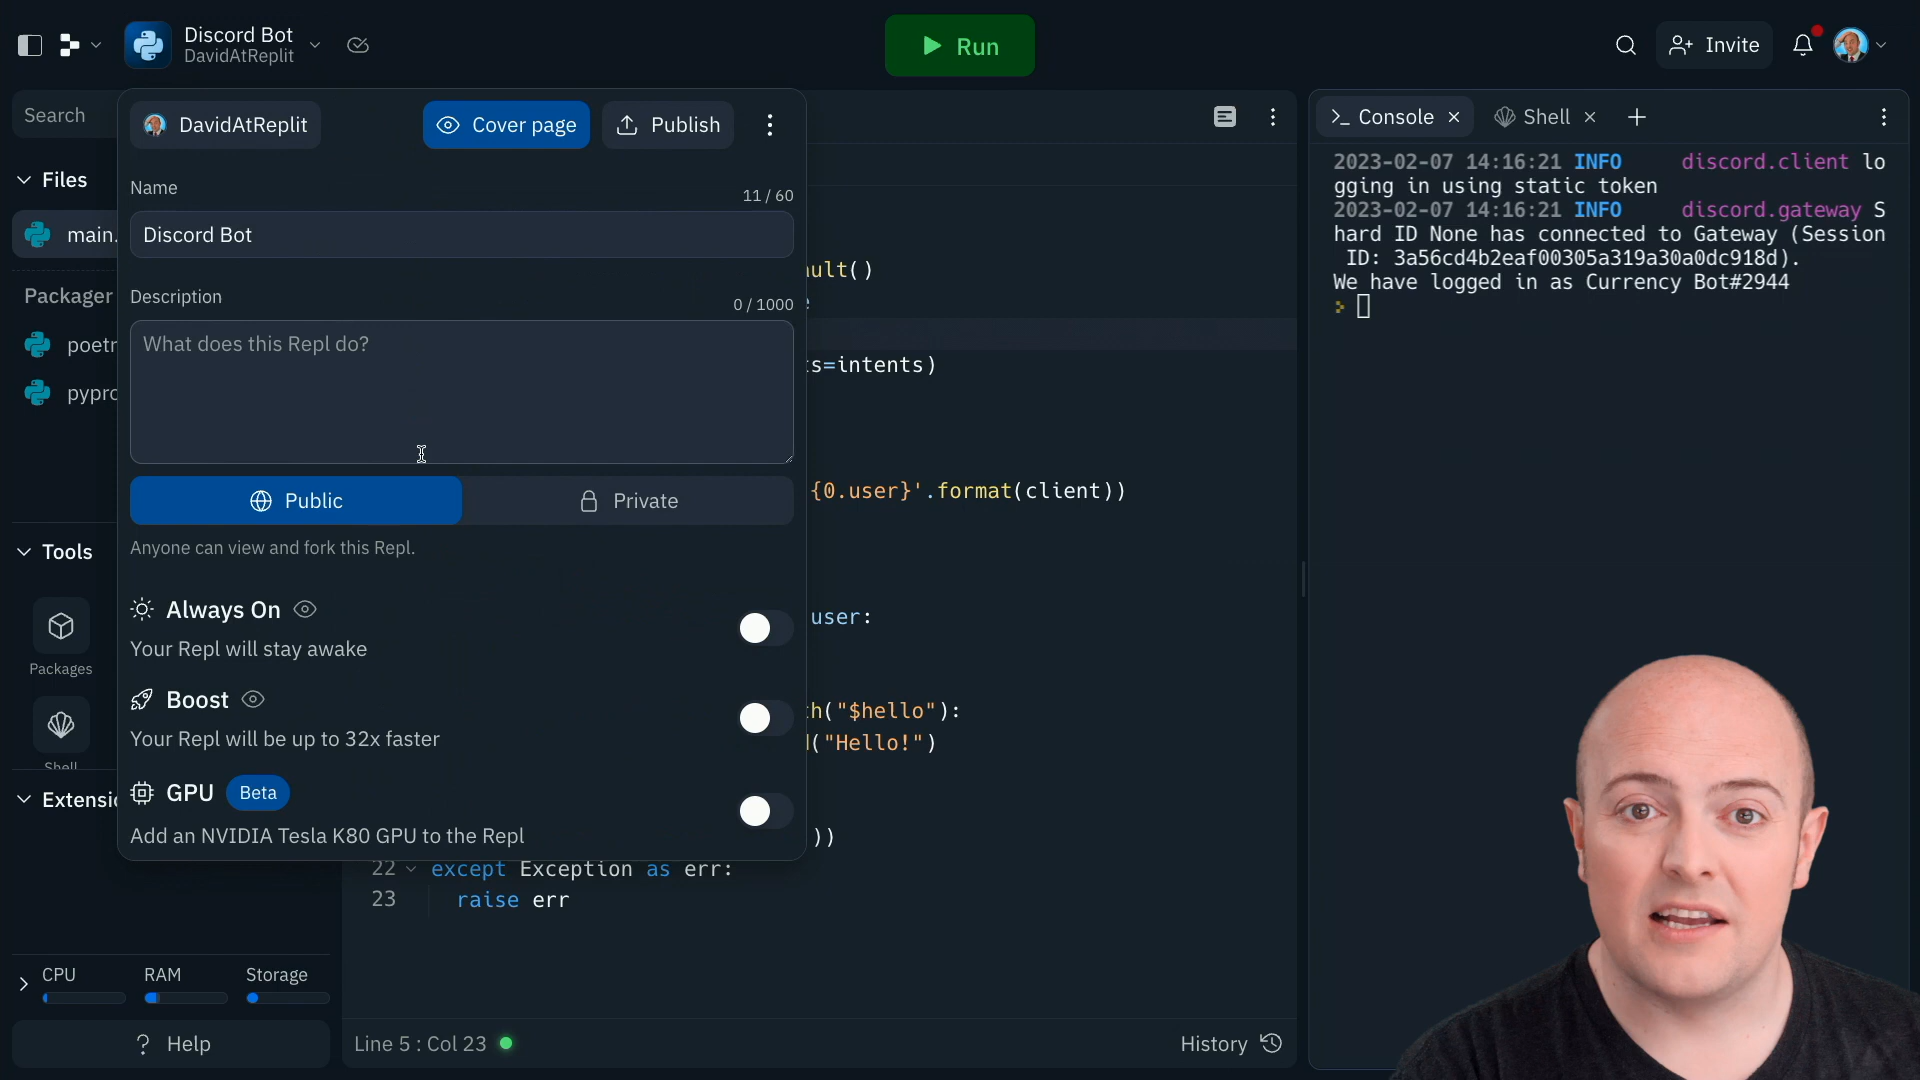 Discord Bot
DavidAtReplit
Run
Invite
Search
Files
main.
Packager
poetr
pypro
Tools
Packages
Shell
Extensio
CPU
RAM
Storage
Help
DavidAtReplit
Cover page
Publish
Name
11 / 60
Discord Bot
Description
0 / 1000
What does this Repl do?
Public
Private
Anyone can view and fork this Repl.
Always On
Your Repl will stay awake
Boost
Your Repl will be up to 32x faster
GPU
Beta
Add an NVIDIA Tesla K80 GPU to the Repl
ault()
s=intents)
{0.user}'.format(client))
user:
h("$hello"):
("Hello!")
))
22 except Exception as err:
23 raise err
Line 5 : Col 23
History
Console
Shell
2023-02-07 14:16:21 INFO discord.client lo
gging in using static token
2023-02-07 14:16:21 INFO discord.gateway S
hard ID None has connected to Gateway (Session
ID: 3a56cd4b2eaf00305a319a30a0dc918d).
We have logged in as Currency Bot#2944